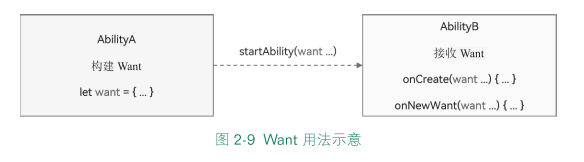 AbilityA
构建 Want
let want = { ... }
startAbility(want ...)
AbilityB
接收 Want
onCreate(want ...) { ... }
onNewWant(want ...) { ... }
图 2-9 Want 用法示意